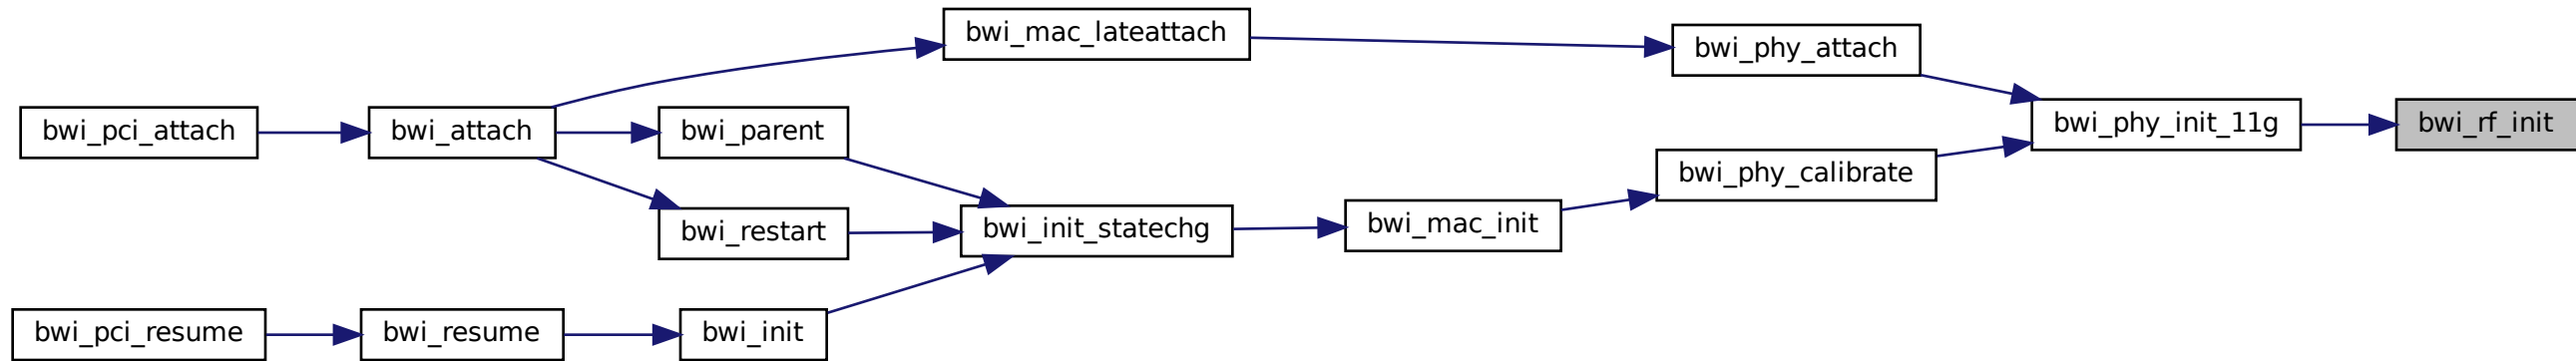 bwi_mac_lateattach
bwi_phy_attach
bwi_pci_attach
bwi_attach
bwi_parent
bwi_phy_init_11g
bwi_rf_init
bwi_phy_calibrate
bwi_restart
bwi_init_statechg
bwi_mac_init
bwi_pci_resume
bwi_resume
bwi_init